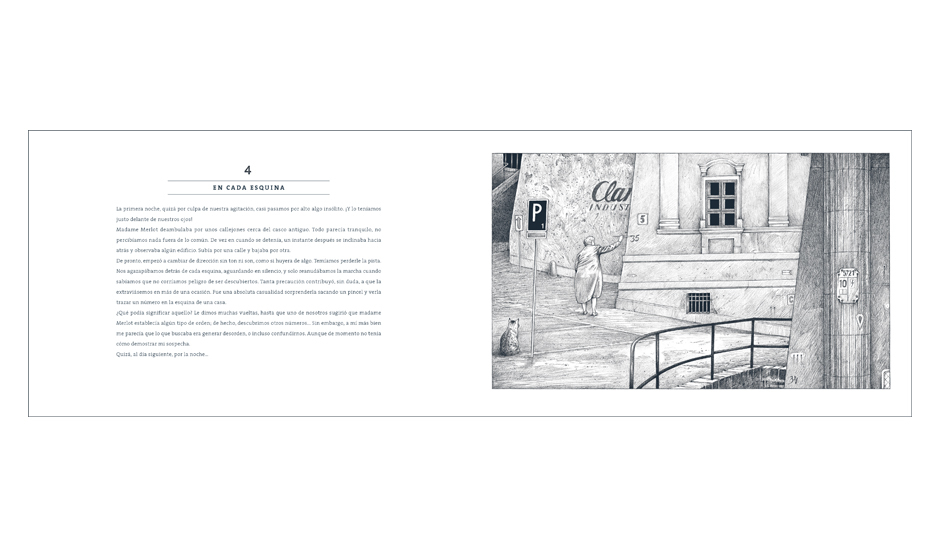 4
EN CADA ESQUINA
La primera noche, quizá por culpa de nuestra agitación, casi pasamos por alto algo insólito. ¡Y lo teníamos
justo delante de nuestros ojos!
Madame Merlot deambulaba por unos callejones cerca del casco antiguo. Todo parecía tranquilo, no
percibíamos nada fuera de lo común. De vez en cuando se detenía, un instante después se inclinaba hacia
atrás y observaba algún edificio. Subía por una calle y bajaba por otra.
De pronto, empezó a cambiar de dirección sin ton ni son, como si huyera de algo. Temíamos perderle la pista.
Nos agazapábamos detrás de cada esquina, aguardando en silencio, y solo reanudábamos la marcha cuando
sabíamos que no corríamos peligro de ser descubiertos. Tanta precaución contribuyó, sin duda, a que la
extraviásemos en más de una ocasión. Fue una absoluta casualidad sorprenderla sacando un pincel y verla
trazar un número en la esquina de una casa.
¿Qué podía significar aquello? Le dimos muchas vueltas, hasta que uno de nosotros sugirió que madame
Merlot establecía algún tipo de orden, de hecho, descubrimos otros números... Sin embargo, a mí más bien
me parecía que lo que buscaba era generar desorden, o incluso confundirnos. Aunque de momento no tenía
cómo demostrar mi sospecha.
Quizá, al día siguiente, por la noche...
Clar
INDUST
P
1
5
35
3/21
10